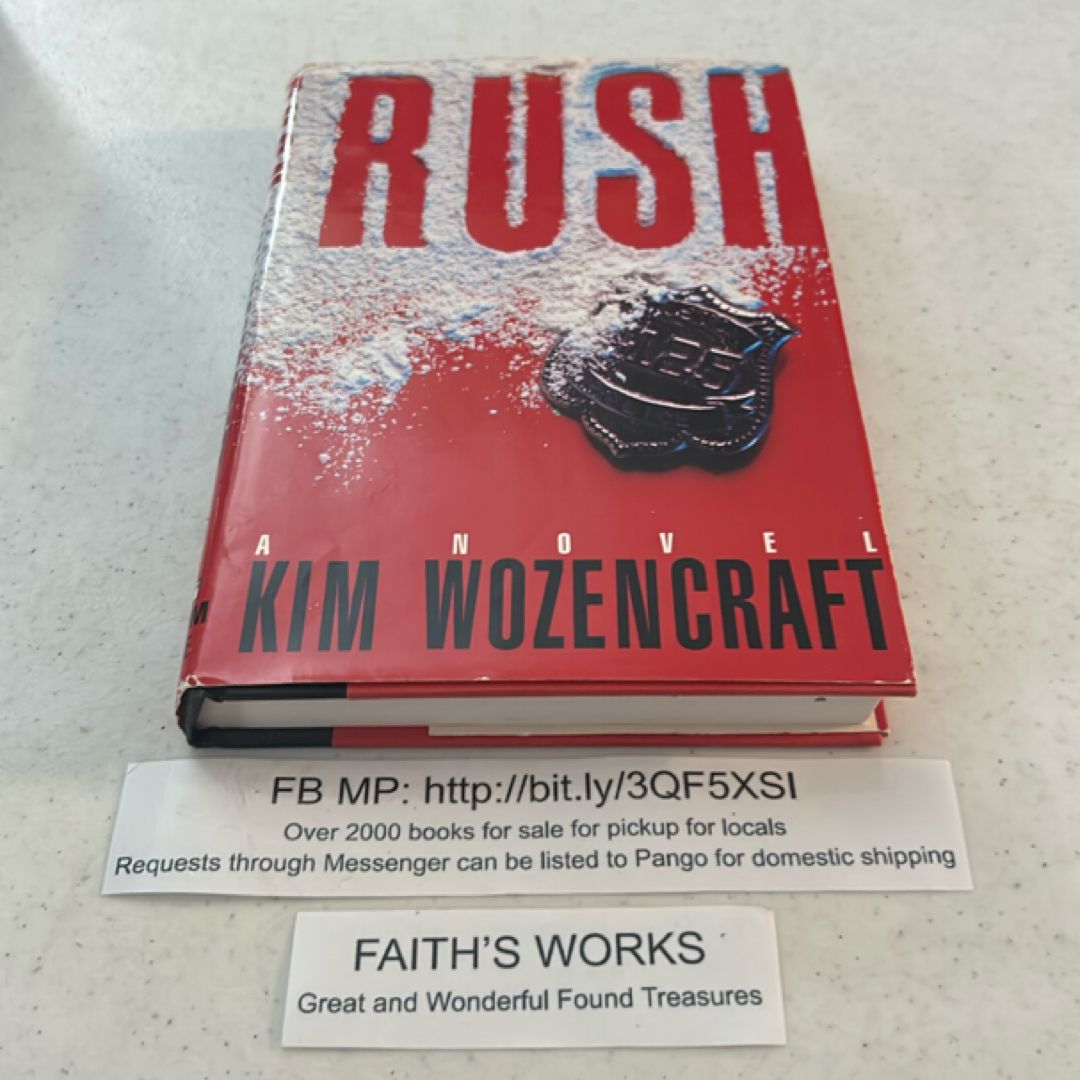 RUSH
125
A NOVEL
KIM WOZENCRAFT
FB MP: http://bit.ly/3QF5XSI
Over 2000 books for sale for pickup for locals
Requests through Messenger can be listed to Pango for domestic shipping
FAITH'S WORKS
Great and Wonderful Found Treasures